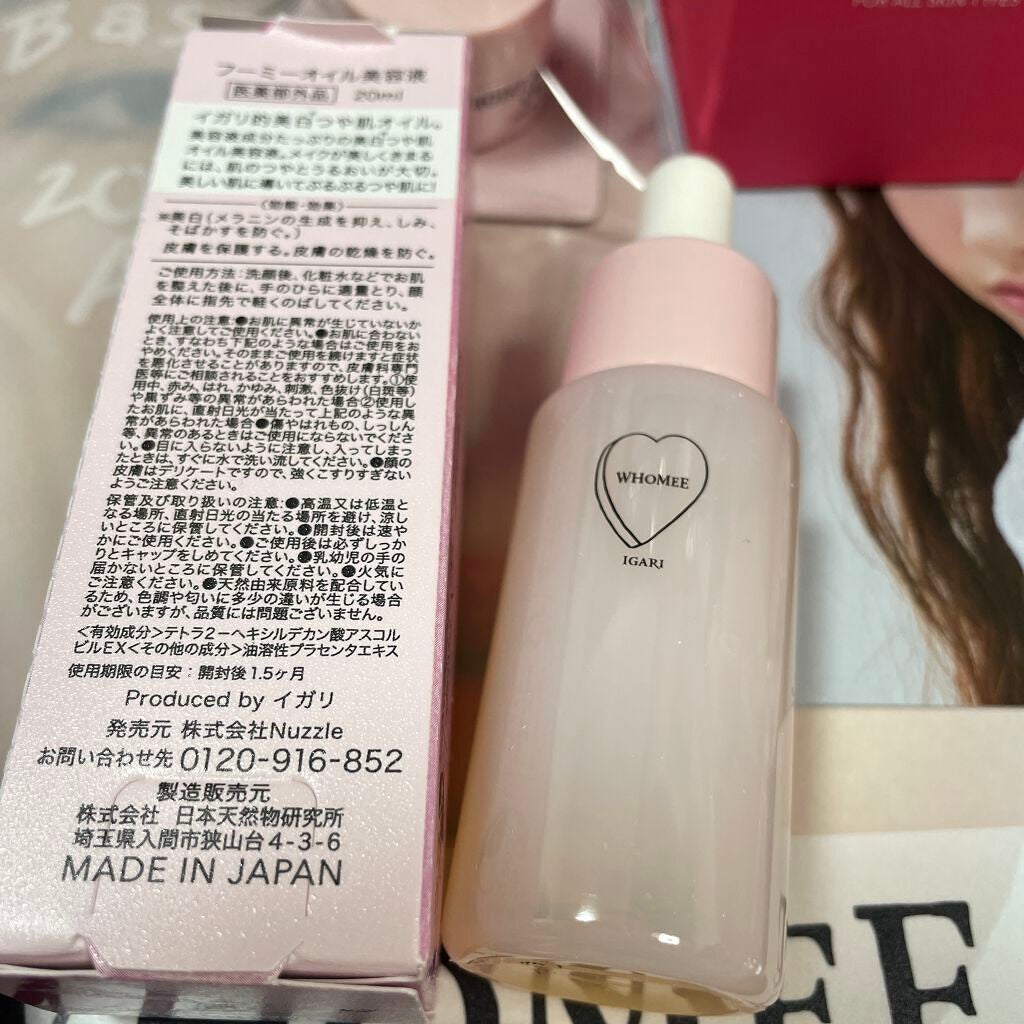 フーミーオイル美容液
医薬部外品 20ml
イガリ的美白※つや肌オイル。
美容液成分たっぷりの美白※つや肌
オイル美容液。メイクが美しくきまる
には、肌のつやとうるおいが大切。
美しい肌に導いてぷるぷるつや肌に!
〈効能・効果〉
※美白(メラニンの生成を抑え、しみ、
そばかすを防ぐ。)
皮膚を保護する。皮膚の乾燥を防ぐ。
ご使用方法:洗顔後、化粧水などでお肌
を整えた後に、手のひらに適量とり、顔
全体に指先で軽くのばしてください。
使用上の注意:●お肌に異常が生じていないか
よく注意してご使用ください。●お肌に合わない
とき、すなわち下記のような場合はご使用をお
やめください。そのままご使用を続けますと症状
を悪化させることがありますので、皮膚科専門
医等にご相談されることをおすすめします。①使
用中、赤み、はれ、かゆみ、刺激、色抜け(白斑等)
や黒ずみ等の異常があらわれた場合②使用し
たお肌に、直射日光が当たって上記のような異
常があらわれた場合●傷やはれもの、しっしん
等、異常のあるときはご使用にならないでくださ
い。●目に入らないように注意し、入ってしまっ
たときは、すぐに水で洗い流してください。●顔の
皮膚はデリケートですので、強くこすりすぎない
ようご注意ください。
保管及び取り扱いの注意:●高温又は低温と
なる場所、直射日光の当たる場所を避け、涼し
いところに保管してください。●開封後は速や
かにご使用ください。●ご使用後は必ずしっか
りとキャップをしめてください。●乳幼児の手の
届かないところに保管してください。●火気に
ご注意ください。●天然由来原料を配合してい
るため、色調や匂いに多少の違いが生じる場合
がございますが、品質には問題ございません。
<有効成分>テトラ2-ヘキシルデカン酸アスコル
ビルEX<その他の成分>油溶性プラセンタエキス
使用期限の目安:開封後1.5ヶ月
Produced by イガリ
発売元 株式会社Nuzzle
お問い合わせ先 0120-916-852
製造販売元
株式会社 日本天然物研究所
埼玉県入間市狭山台4-3-6
MADE IN JAPAN
WHOMEE
IGARI
FOR ALL SKIN TYPES